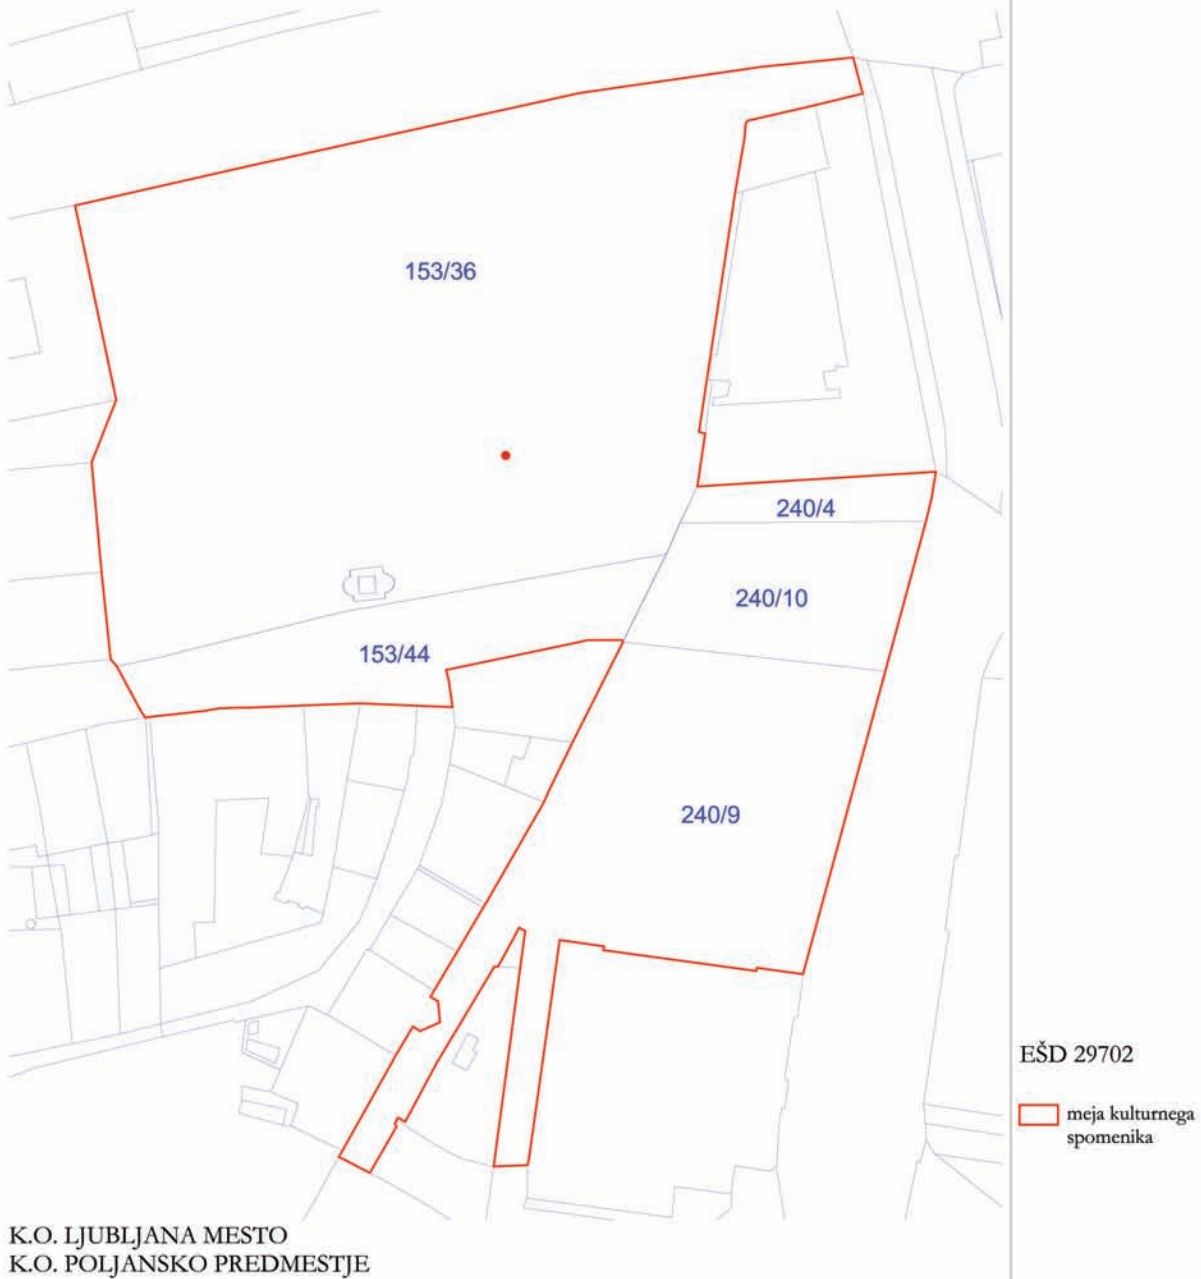 153/36
240/4
240/10
153/44
240/9
EŠD 29702
meja kulturnega
spomenika
K.O. LJUBLJANA MESTO
K.O. POLJANSKO PREDMESTJE